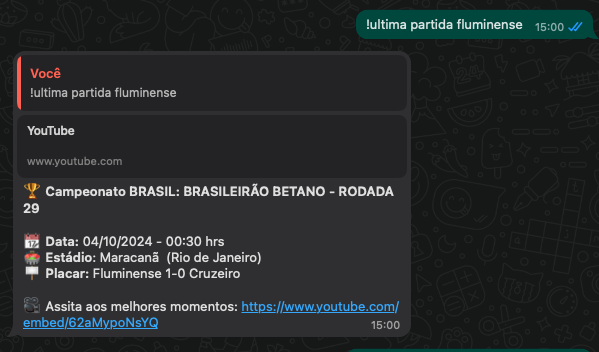 !ultima partida fluminense 15:00
Você
!ultima partida fluminense
YouTube
www.youtube.com
🏆 Campeonato BRASIL: BRASILEIRÃO BETANO - RODADA
29
📆 Data: 04/10/2024 - 00:30 hrs
🏟 Estádio: Maracanã (Rio de Janeiro)
🪧 Placar: Fluminense 1-0 Cruzeiro
🎥 Assita aos melhores momentos: https://www.youtube.com/
embed/62aMypoNsYQ 15:00